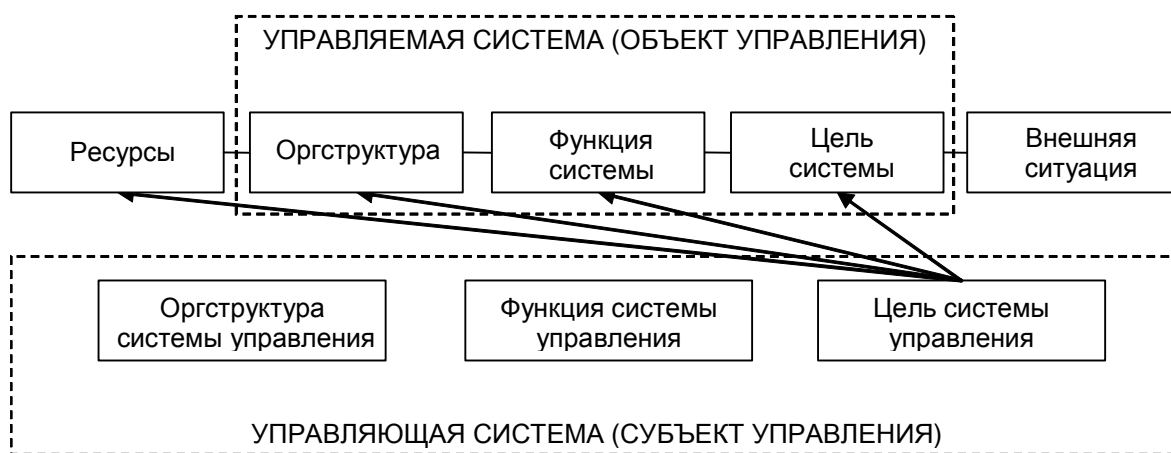 УПРАВЛЯЕМАЯ СИСТЕМА (ОБЪЕКТ УПРАВЛЕНИЯ)
Ресурсы
Оргструктура
Функция
системы
Цель
системы
Внешняя
ситуация
Оргструктура
системы управления
Функция системы
управления
Цель системы
управления
УПРАВЛЯЮЩАЯ СИСТЕМА (СУБЪЕКТ УПРАВЛЕНИЯ)